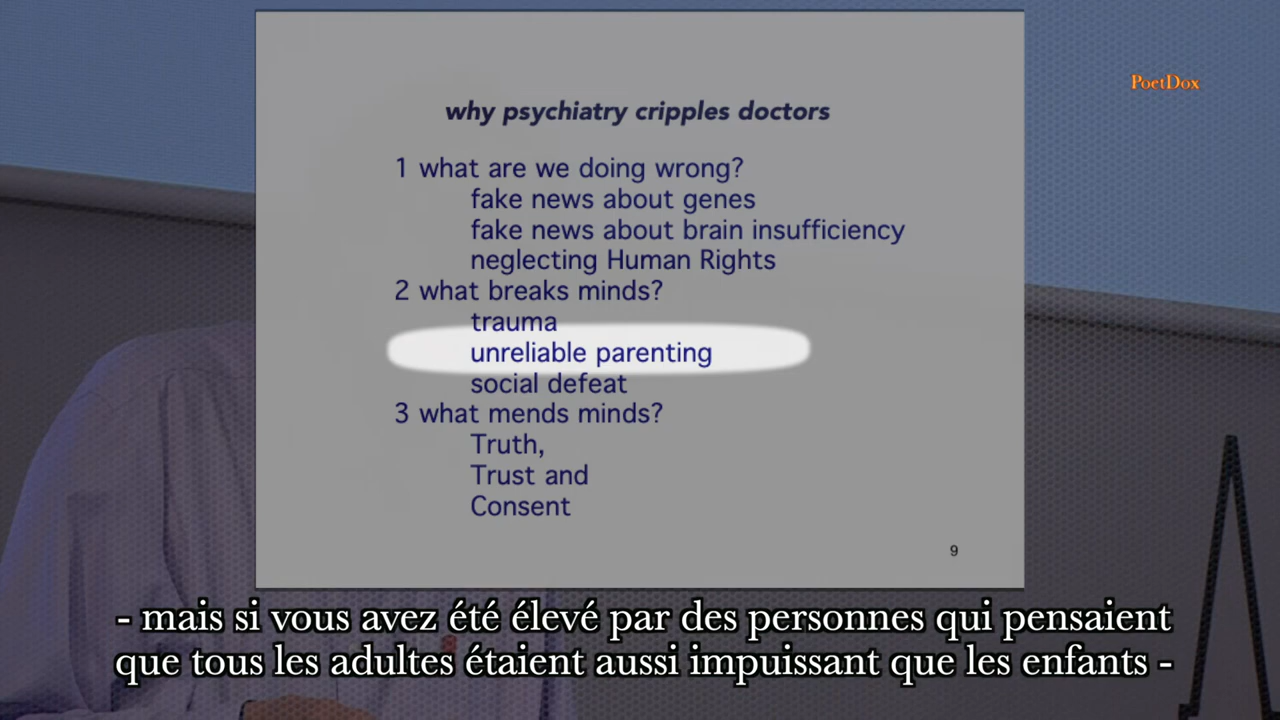 PoetDox
why psychiatry cripples doctors
1 what are we doing wrong?
fake news about genes
fake news about brain insufficiency
neglecting Human Rights
2 what breaks minds?
trauma
unreliable parenting
social defeat
3 what mends minds?
Truth,
Trust and
Consent
9
- mais si vous avez été élevé par des personnes qui pensaient
que tous les adultes étaient aussi impuissant que les enfants -